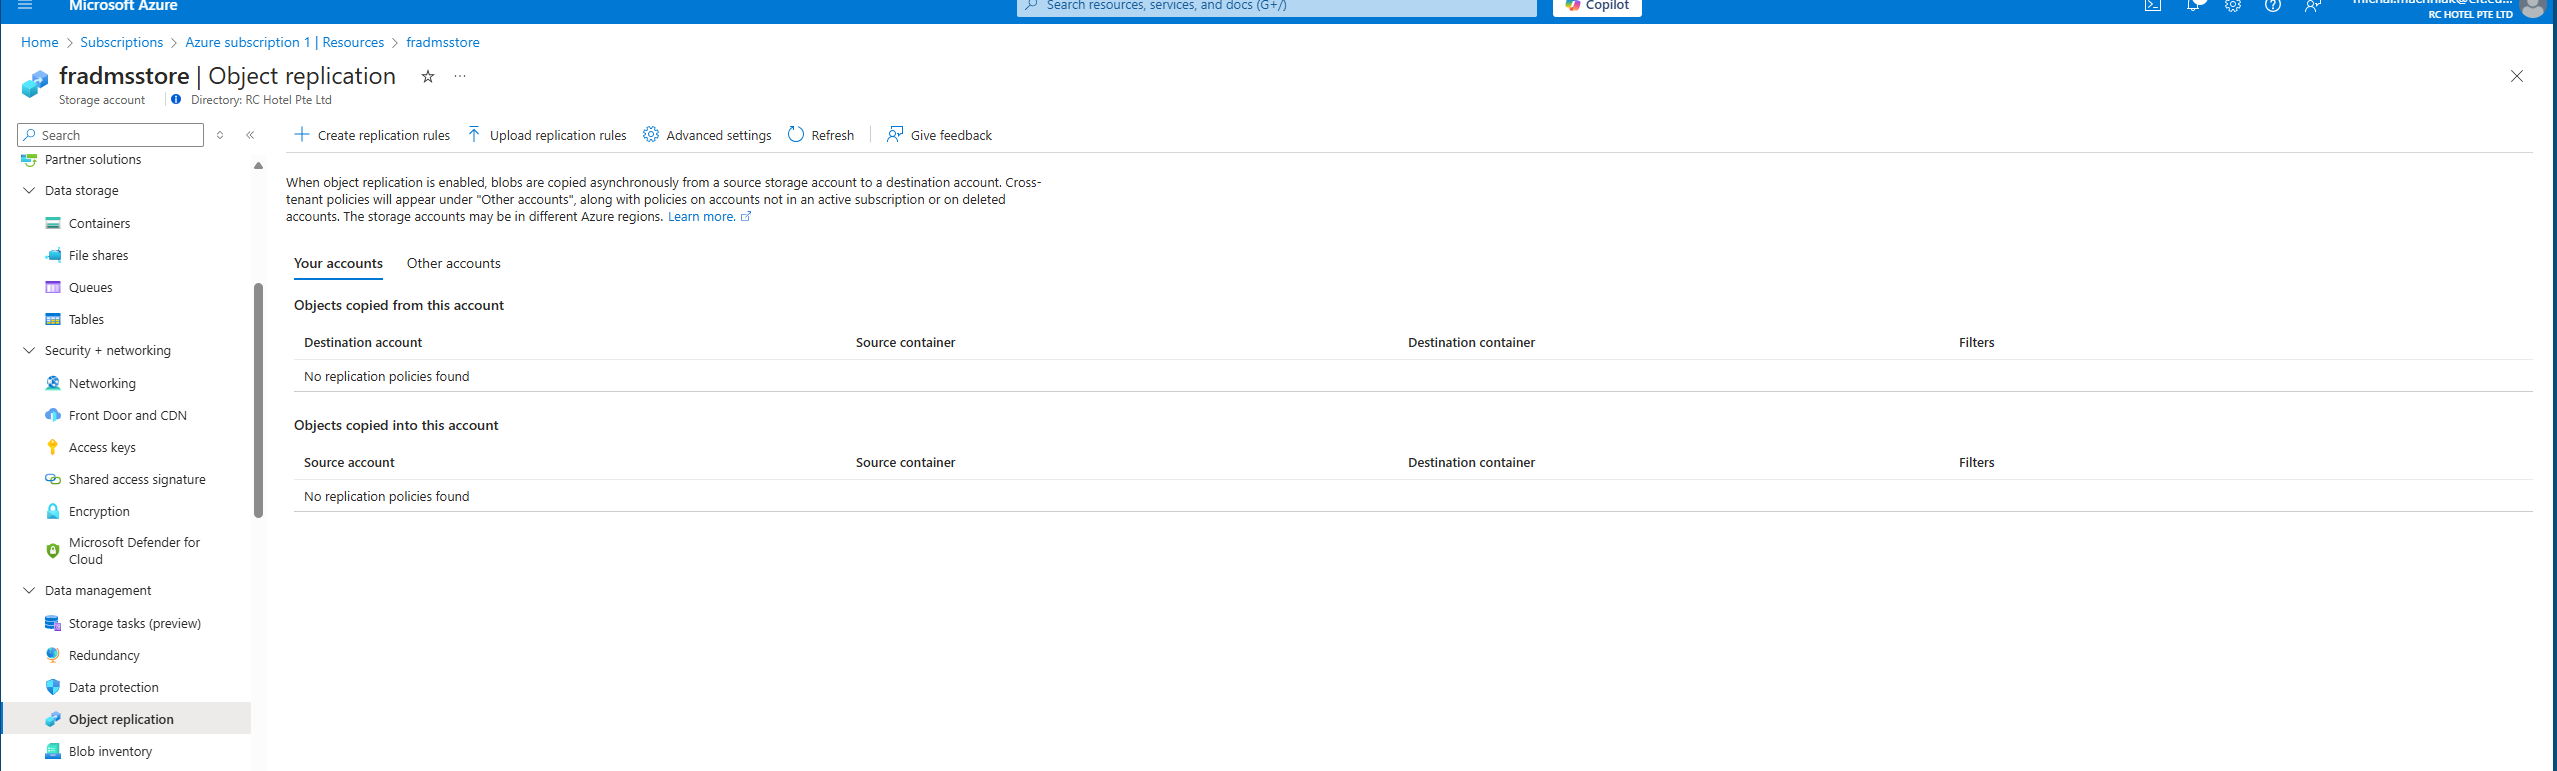 Microsoft Azure
Search resources, services, and docs (G+/)
Copilot
RC HOTEL PTE LTD
Home > Subscriptions > Azure subscription 1 | Resources > fradmsstore
fradmsstore | Object replication
Storage account
Directory: RC Hotel Pte Ltd
Search
Create replication rules
Upload replication rules
Advanced settings
Refresh
Give feedback
Partner solutions
Data storage
Containers
File shares
Queues
Tables
Security + networking
Networking
Front Door and CDN
Access keys
Shared access signature
Encryption
Microsoft Defender for
Cloud
Data management
Storage tasks (preview)
Redundancy
Data protection
Object replication
Blob inventory
When object replication is enabled, blobs are copied asynchronously from a source storage account to a destination account. Cross-
tenant policies will appear under "Other accounts", along with policies on accounts not in an active subscription or on deleted
accounts. The storage accounts may be in different Azure regions. Learn more.
Your accounts
Other accounts
Objects copied from this account
Destination account Source container Destination container Filters
No replication policies found
Objects copied into this account
Source account Source container Destination container Filters
No replication policies found